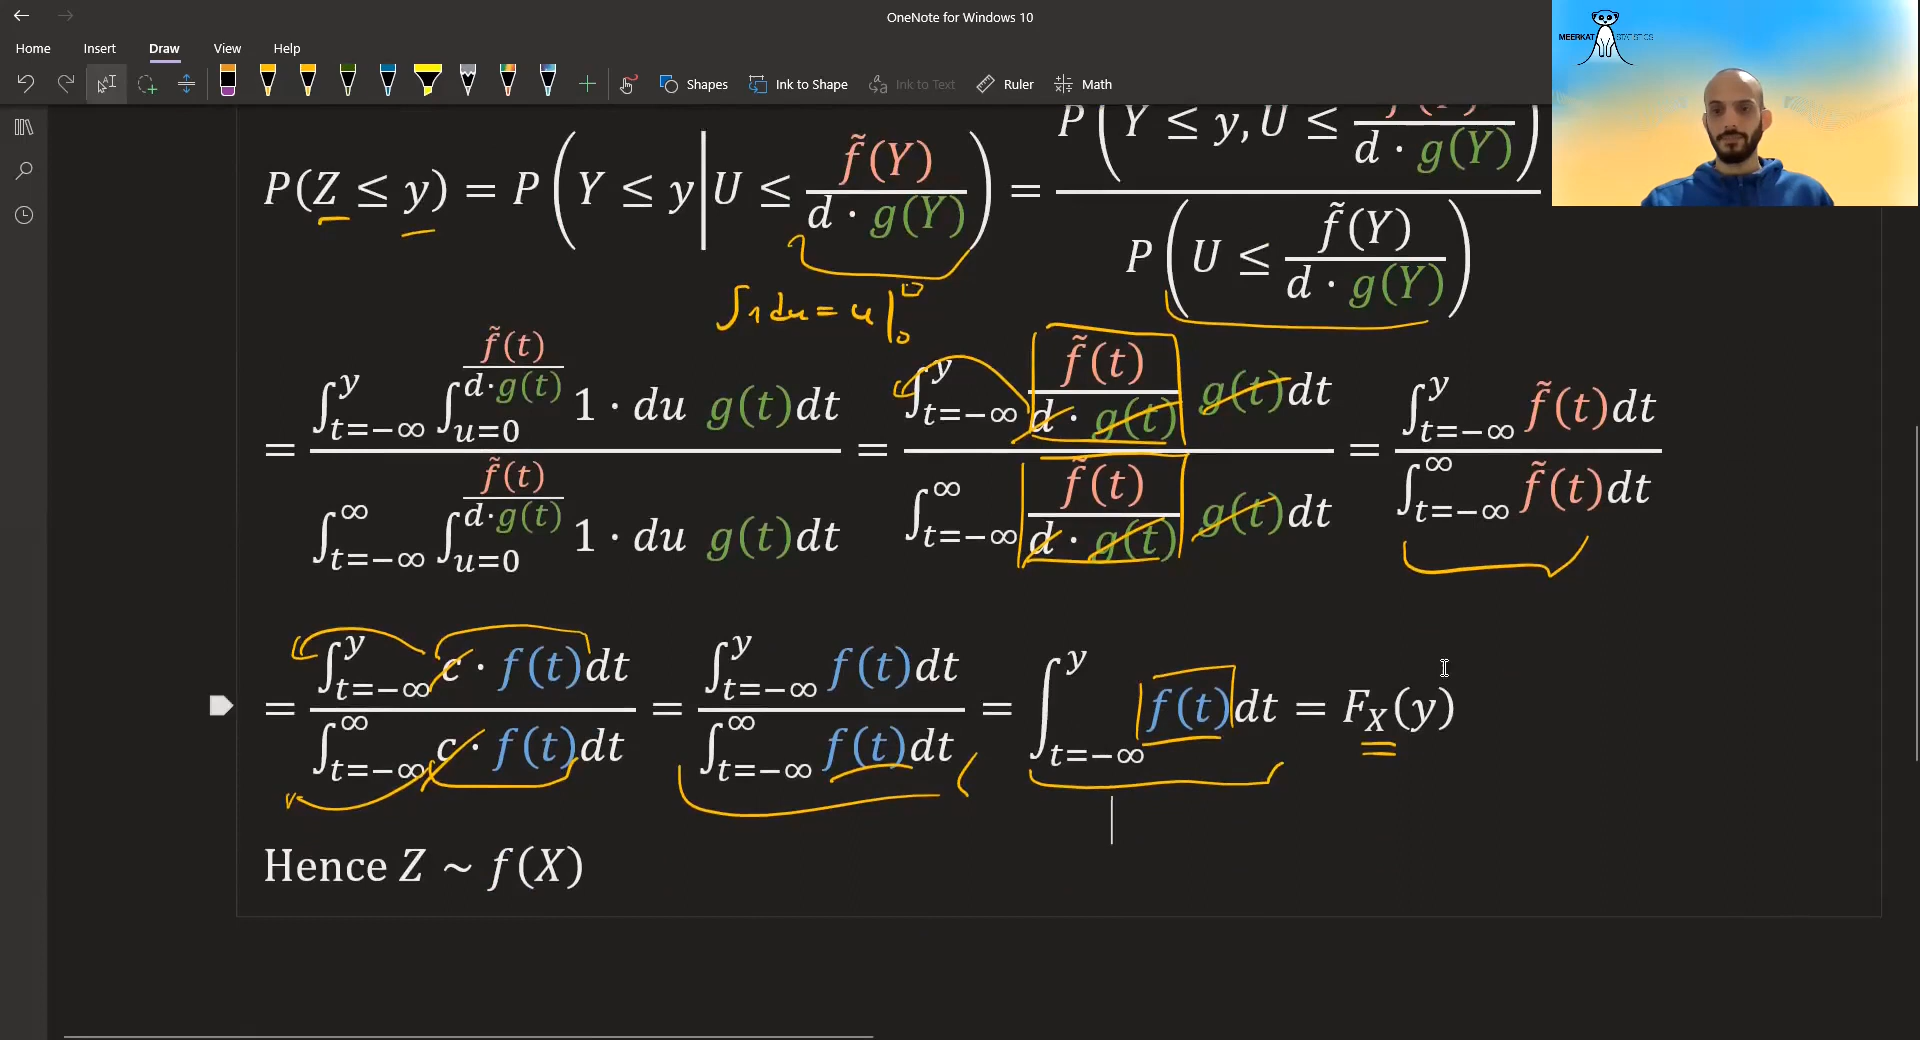 OneNote for Windows 10
Home Insert Draw View Help
Shapes Ink to Shape Ink to Text Ruler Math
MEERKAT STATISTICS
P(Z ≤ y) = P(Y ≤ y | U ≤ f̃(Y) / (d · g(Y))) = P(Y ≤ y, U ≤ f̃(Y) / (d · g(Y))) / P(U ≤ f̃(Y) / (d · g(Y)))
∫1 du = u |₀
= ∫_{t=−∞}^{y} ∫_{u=0}^{f̃(t)/(d·g(t))} 1 · du g(t)dt / ∫_{t=−∞}^{∞} ∫_{u=0}^{f̃(t)/(d·g(t))} 1 · du g(t)dt = ∫_{t=−∞}^{y} f̃(t)/(d · g(t)) g(t)dt / ∫_{t=−∞}^{∞} f̃(t)/(d · g(t)) g(t)dt = ∫_{t=−∞}^{y} f̃(t)dt / ∫_{t=−∞}^{∞} f̃(t)dt
= ∫_{t=−∞}^{y} c · f(t)dt / ∫_{t=−∞}^{∞} c · f(t)dt = ∫_{t=−∞}^{y} f(t)dt / ∫_{t=−∞}^{∞} f(t)dt = ∫_{t=−∞}^{y} f(t)dt = F_X(y)
Hence Z ~ f(X)